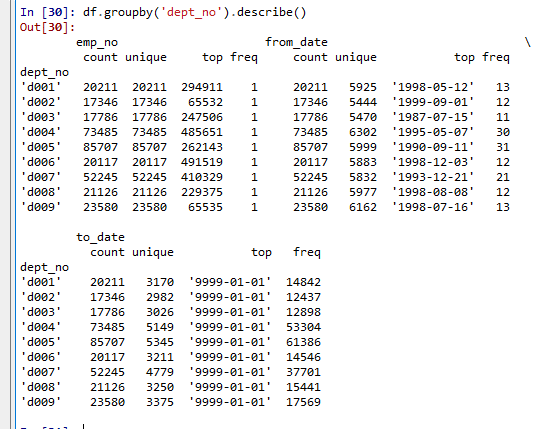 In [30]: df.groupby('dept_no').describe()
Out[30]:
emp_no from_date \
count unique top freq count unique top freq
dept_no
'd001' 20211 20211 294911 1 20211 5925 '1998-05-12' 13
'd002' 17346 17346 65532 1 17346 5444 '1999-09-01' 12
'd003' 17786 17786 247506 1 17786 5470 '1987-07-15' 11
'd004' 73485 73485 485651 1 73485 6302 '1995-05-07' 30
'd005' 85707 85707 262143 1 85707 5999 '1990-09-11' 31
'd006' 20117 20117 491519 1 20117 5883 '1998-12-03' 12
'd007' 52245 52245 410329 1 52245 5832 '1993-12-21' 21
'd008' 21126 21126 229375 1 21126 5977 '1998-08-08' 12
'd009' 23580 23580 65535 1 23580 6162 '1998-07-16' 13
to_date
count unique top freq
dept_no
'd001' 20211 3170 '9999-01-01' 14842
'd002' 17346 2982 '9999-01-01' 12437
'd003' 17786 3026 '9999-01-01' 12898
'd004' 73485 5149 '9999-01-01' 53304
'd005' 85707 5345 '9999-01-01' 61386
'd006' 20117 3211 '9999-01-01' 14546
'd007' 52245 4779 '9999-01-01' 37701
'd008' 21126 3250 '9999-01-01' 15441
'd009' 23580 3375 '9999-01-01' 17569